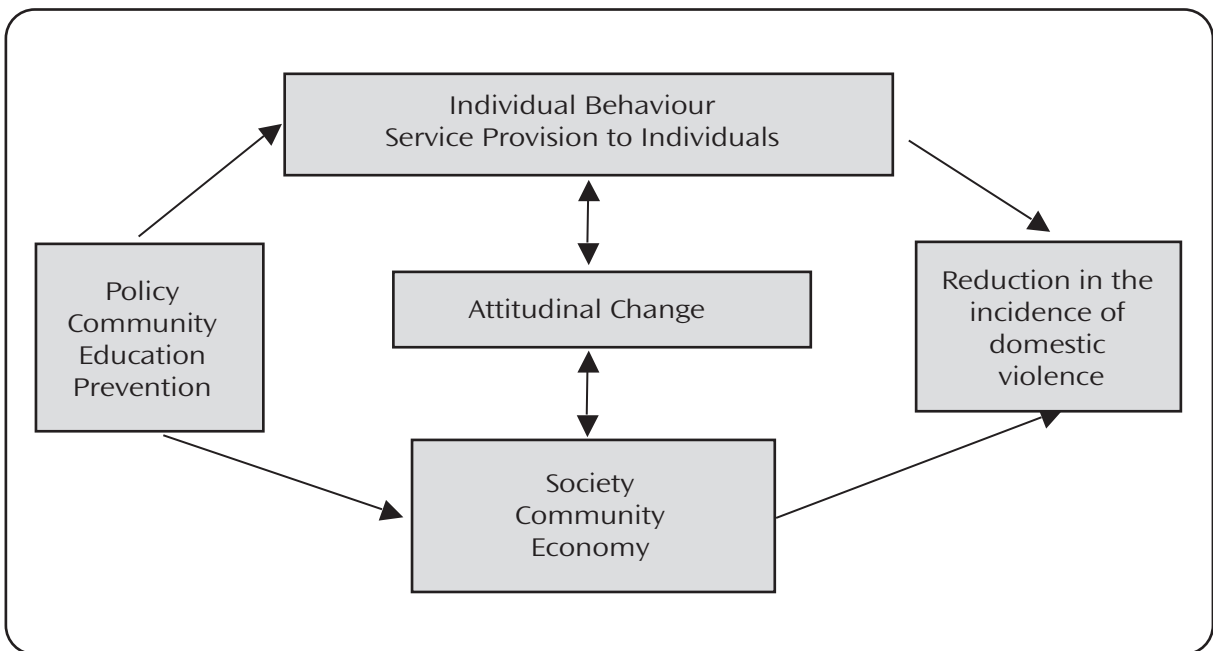 Individual Behaviour
Service Provision to Individuals
Policy
Community
Education
Prevention
Attitudinal Change
Reduction in the
incidence of
domestic
violence
Society
Community
Economy